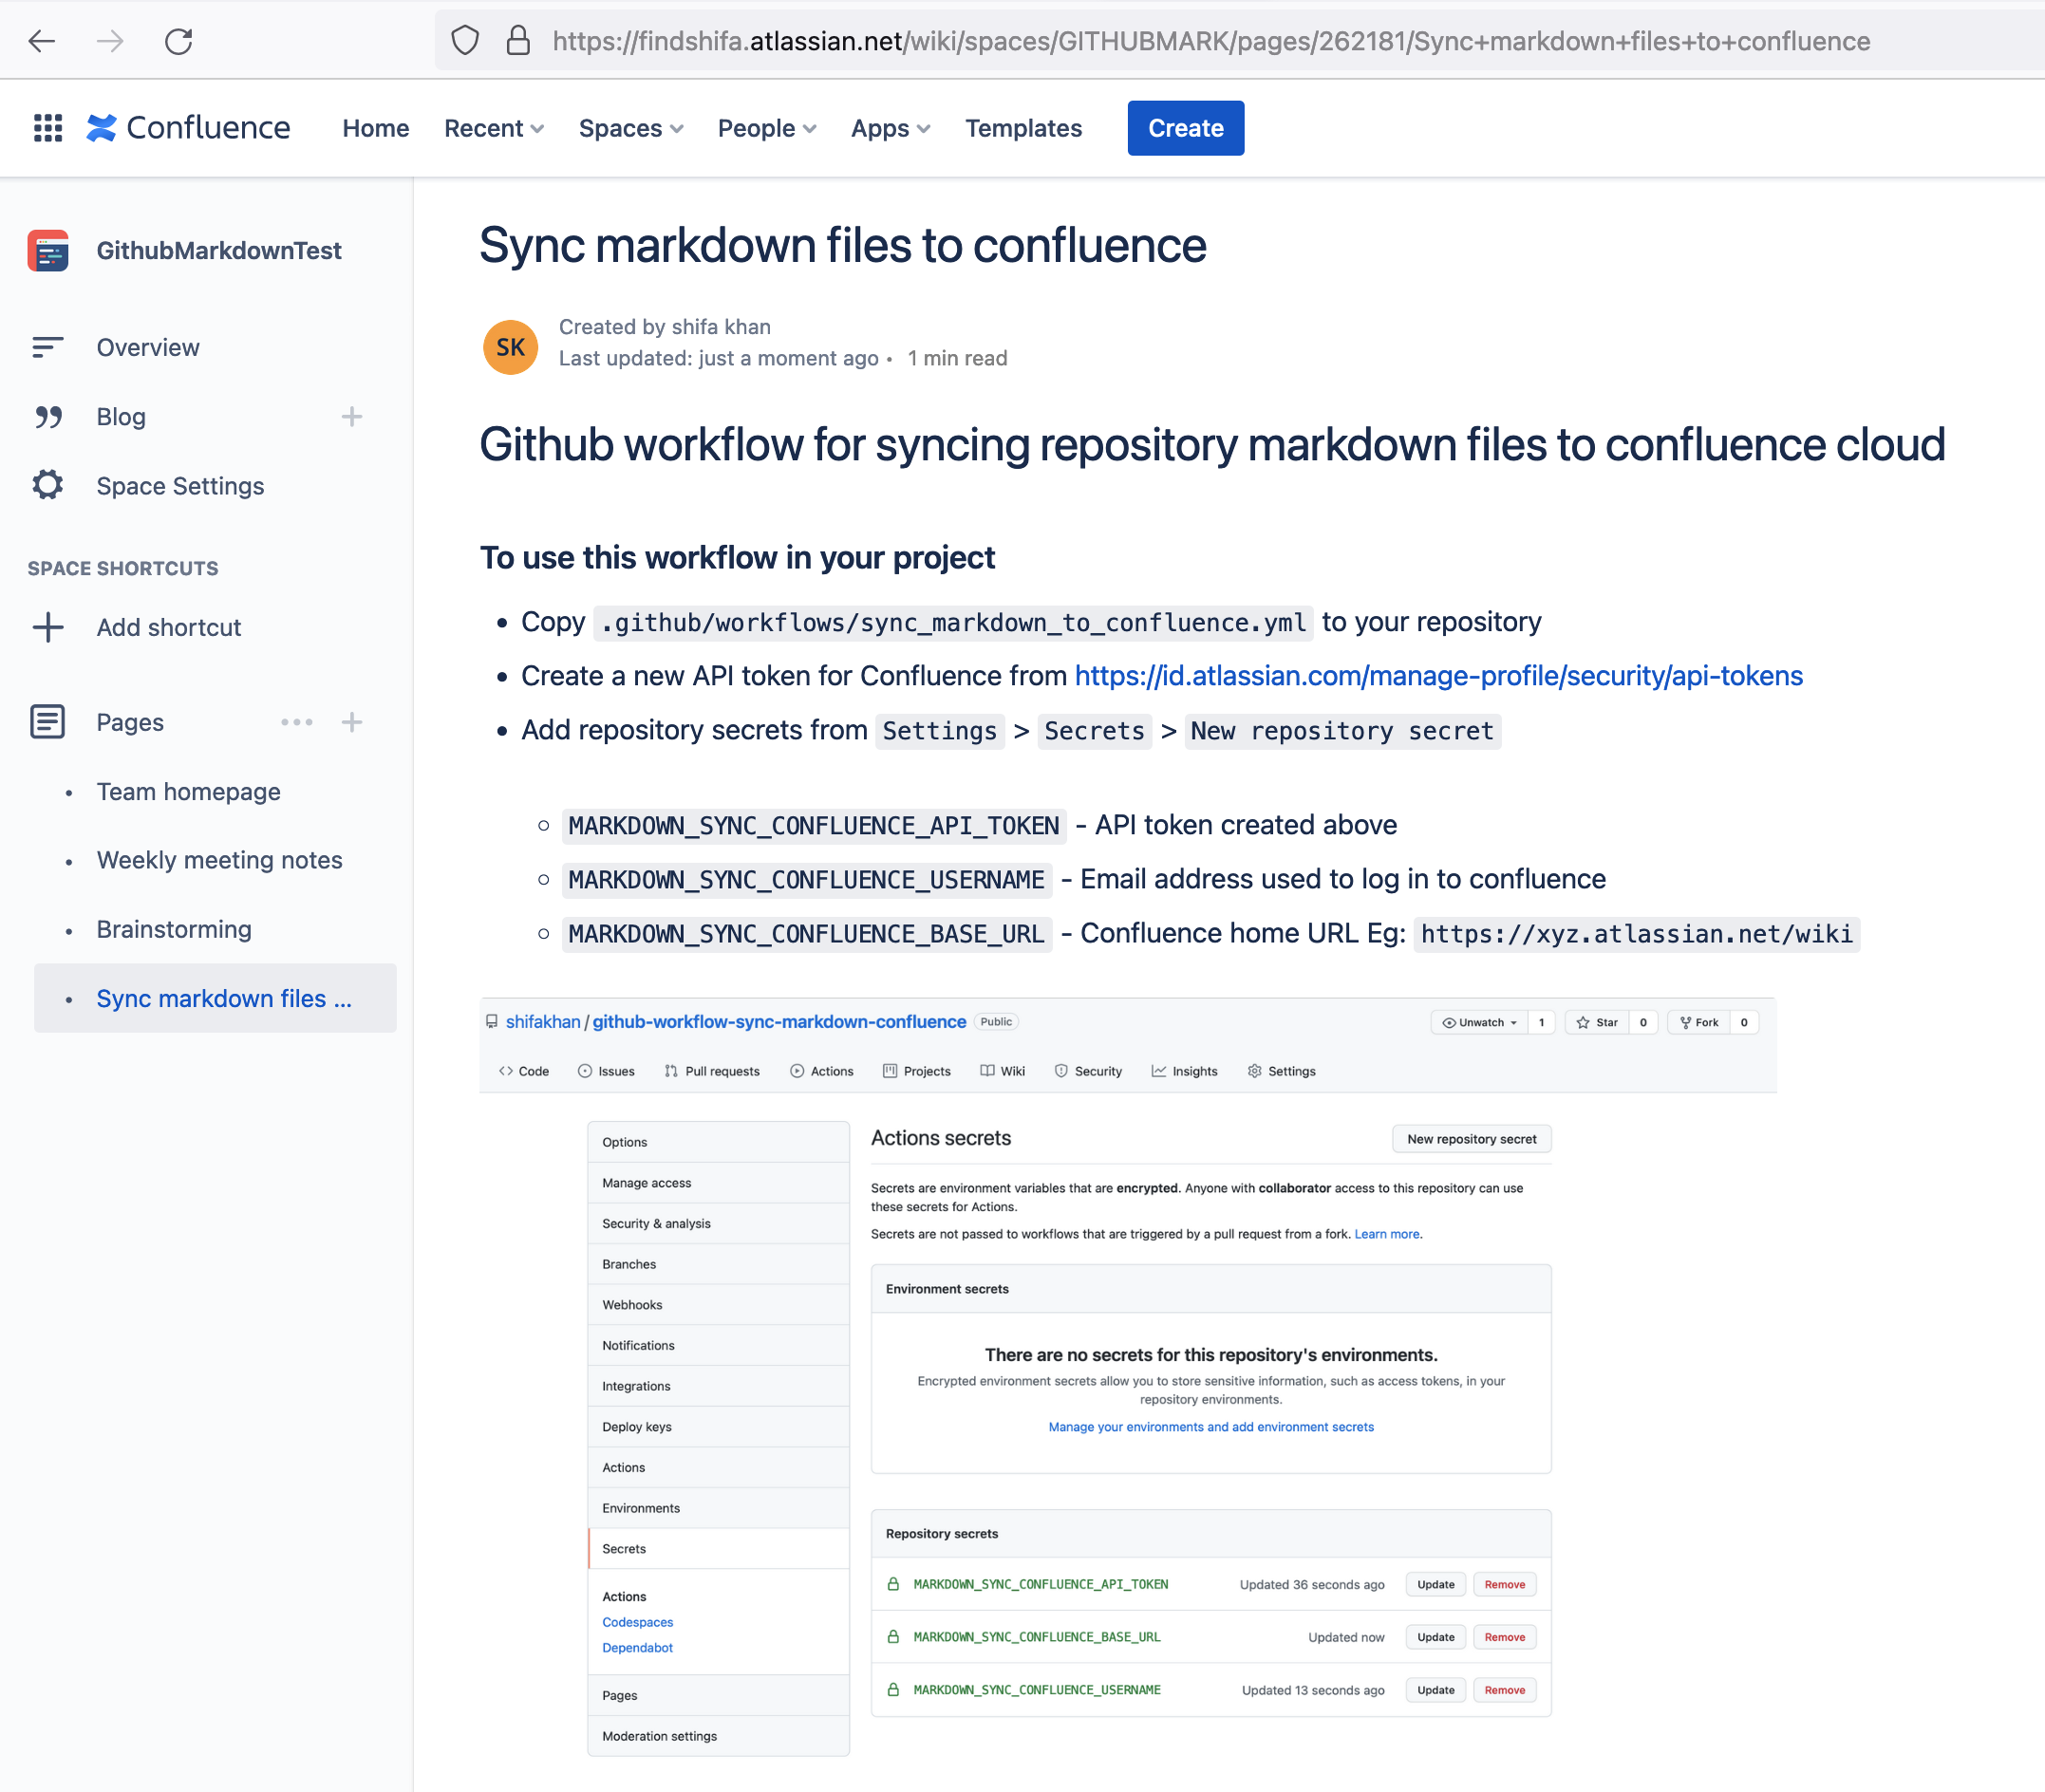 https://findshifa.atlassian.net/wiki/spaces/GITHUBMARK/pages/262181/Sync+markdown+files+to+confluence
Confluence Home Recent Spaces People Apps Templates Create
GithubMarkdownTest
Overview
Blog
Space Settings
SPACE SHORTCUTS
Add shortcut
Pages
• Team homepage
• Weekly meeting notes
• Brainstorming
• Sync markdown files ...
Sync markdown files to confluence
SK
Created by shifa khan
Last updated: just a moment ago • 1 min read
Github workflow for syncing repository markdown files to confluence cloud
To use this workflow in your project
• Copy .github/workflows/sync_markdown_to_confluence.yml to your repository
• Create a new API token for Confluence from https://id.atlassian.com/manage-profile/security/api-tokens
• Add repository secrets from Settings > Secrets > New repository secret
◦ MARKDOWN_SYNC_CONFLUENCE_API_TOKEN - API token created above
◦ MARKDOWN_SYNC_CONFLUENCE_USERNAME - Email address used to log in to confluence
◦ MARKDOWN_SYNC_CONFLUENCE_BASE_URL - Confluence home URL Eg: https://xyz.atlassian.net/wiki
shifakhan / github-workflow-sync-markdown-confluence Public Unwatch 1 Star 0 Fork 0
Code Issues Pull requests Actions Projects Wiki Security Insights Settings
Options
Manage access
Security & analysis
Branches
Webhooks
Notifications
Integrations
Deploy keys
Actions
Environments
Secrets
Actions
Codespaces
Dependabot
Pages
Moderation settings
Actions secrets New repository secret
Secrets are environment variables that are encrypted. Anyone with collaborator access to this repository can use
these secrets for Actions.
Secrets are not passed to workflows that are triggered by a pull request from a fork. Learn more.
Environment secrets
There are no secrets for this repository's environments.
Encrypted environment secrets allow you to store sensitive information, such as access tokens, in your
repository environments.
Manage your environments and add environment secrets
Repository secrets
MARKDOWN_SYNC_CONFLUENCE_API_TOKEN Updated 36 seconds ago Update Remove
MARKDOWN_SYNC_CONFLUENCE_BASE_URL Updated now Update Remove
MARKDOWN_SYNC_CONFLUENCE_USERNAME Updated 13 seconds ago Update Remove